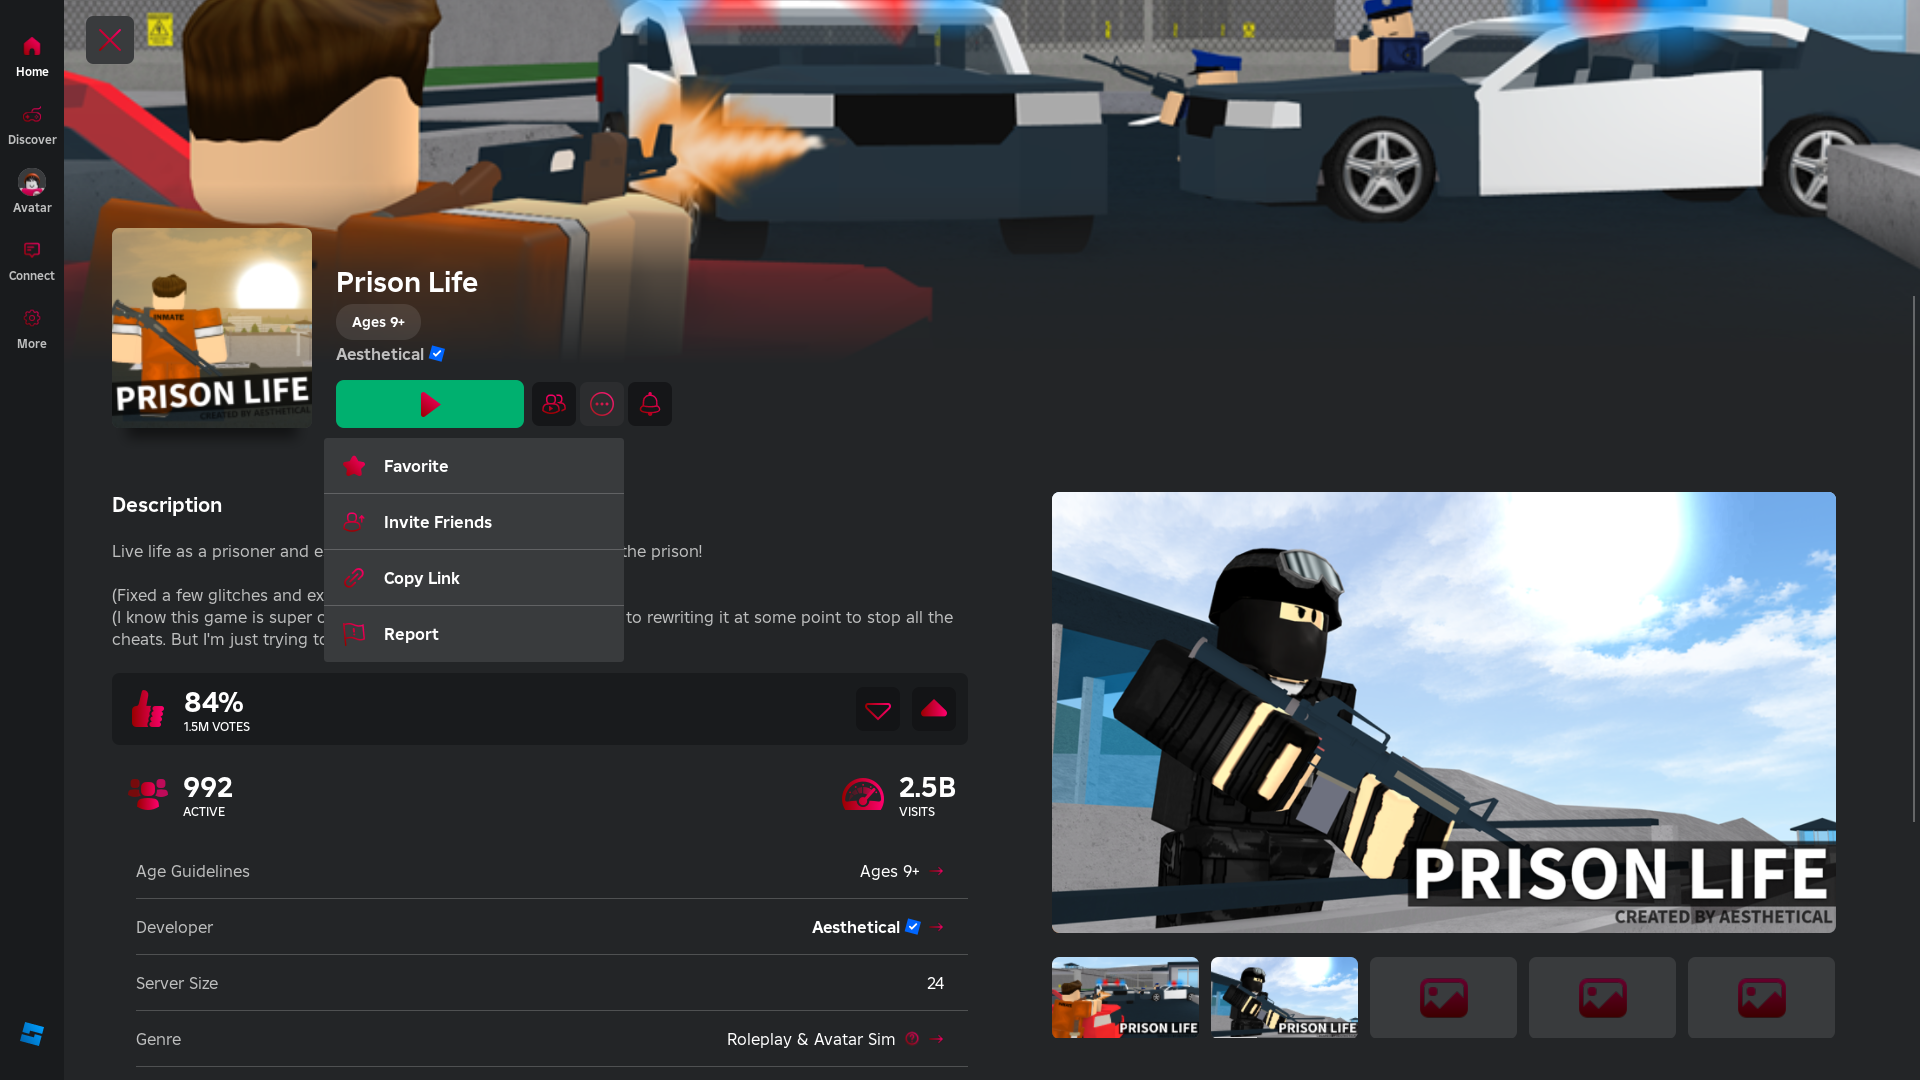 Home
Discover
Avatar
Connect
More
INMATE
PRISON LIFE
CREATED BY AESTHETICAL
Prison Life
Ages 9+
Aesthetical
Favorite
Invite Friends
Copy Link
Report
Description
Live life as a prisoner and e
the prison!
(Fixed a few glitches and ex
(I know this game is super
to rewriting it at some point to stop all the
cheats. But I'm just trying to
84%
1.5M VOTES
992
ACTIVE
2.5B
VISITS
Age Guidelines
Ages 9+
Developer
Aesthetical
Server Size
24
Genre
Roleplay & Avatar Sim
PRISON LIFE
CREATED BY AESTHETICAL
PRISON LIFE
PRISON LIFE